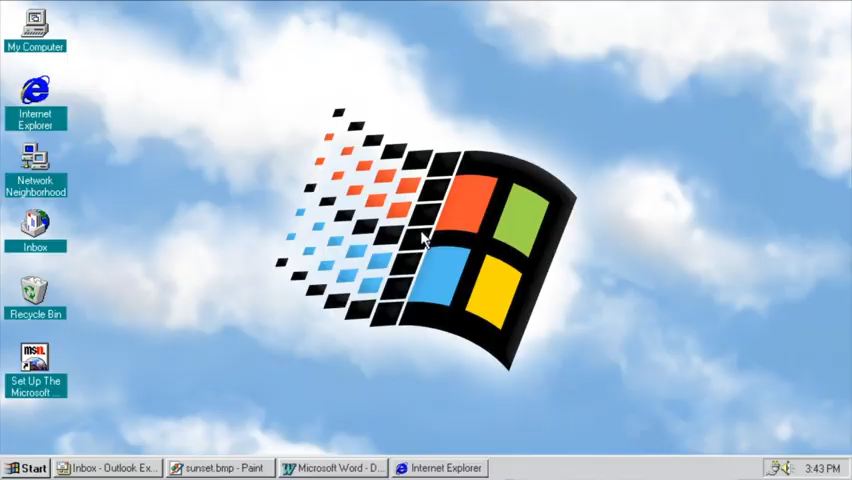 My Computer
Internet
Explorer
Network
Neighborhood
Inbox
Recycle Bin
msn
Set Up The
Microsoft ...
Start
Inbox - Outlook Ex...
sunset.bmp - Paint
Microsoft Word - D...
Internet Explorer
3:43 PM